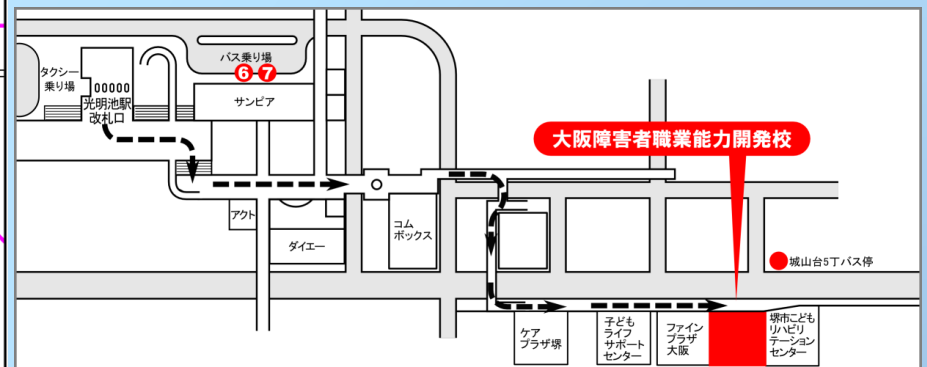 タクシー
乗り場
光明池駅
改札口
バス乗り場
6 7
サンピア
アクト
ダイエー
コム
ボックス
大阪障害者職業能力開発校
城山台5丁バス停
ケア
プラザ堺
子ども
ライフ
サポート
センター
ファイン
プラザ
大阪
堺市こども
リハビリ
テーション
センター